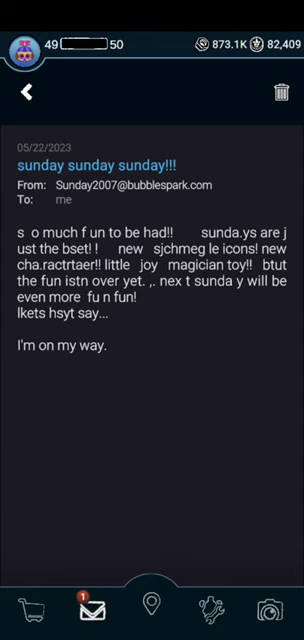 49 50 873.1K 82,409
05/22/2023
sunday sunday sunday!!!
From: Sunday2007@bubblespark.com
To: me
s o much f un to be had!! sunda.ys are j
ust the bset! ! new sjchmeg le icons! new
cha.ractrtaer!! little joy magician toy!! btut
the fun istn over yet. ,. nex t sunda y will be
even more fu n fun!
lkets hsyt say...
I'm on my way.
1